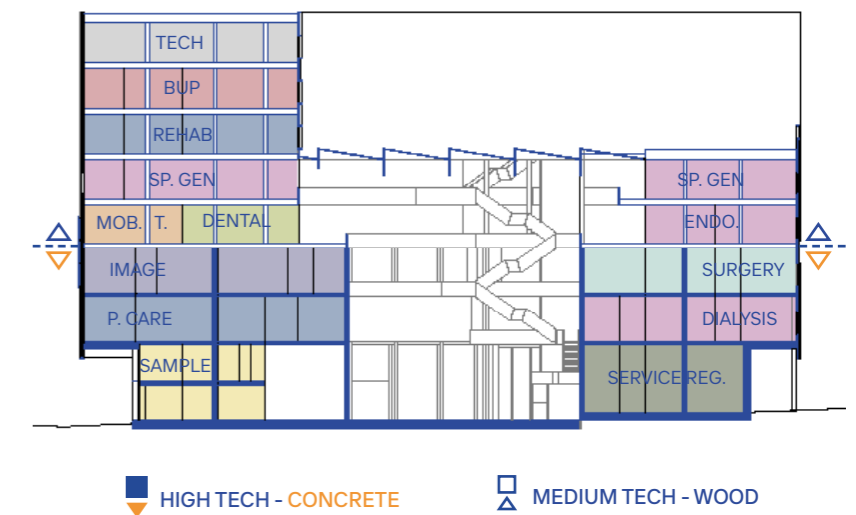 TECH
BUP
REHAB
SP. GEN
SP. GEN
MOB. T.
DENTAL
ENDO.
IMAGE
SURGERY
P. CARE
DIALYSIS
SAMPLE
SERVICE REG.
HIGH TECH - CONCRETE
MEDIUM TECH - WOOD